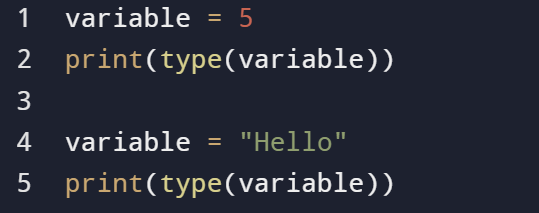 1 variable = 5
2 print(type(variable))
3
4 variable = "Hello"
5 print(type(variable))